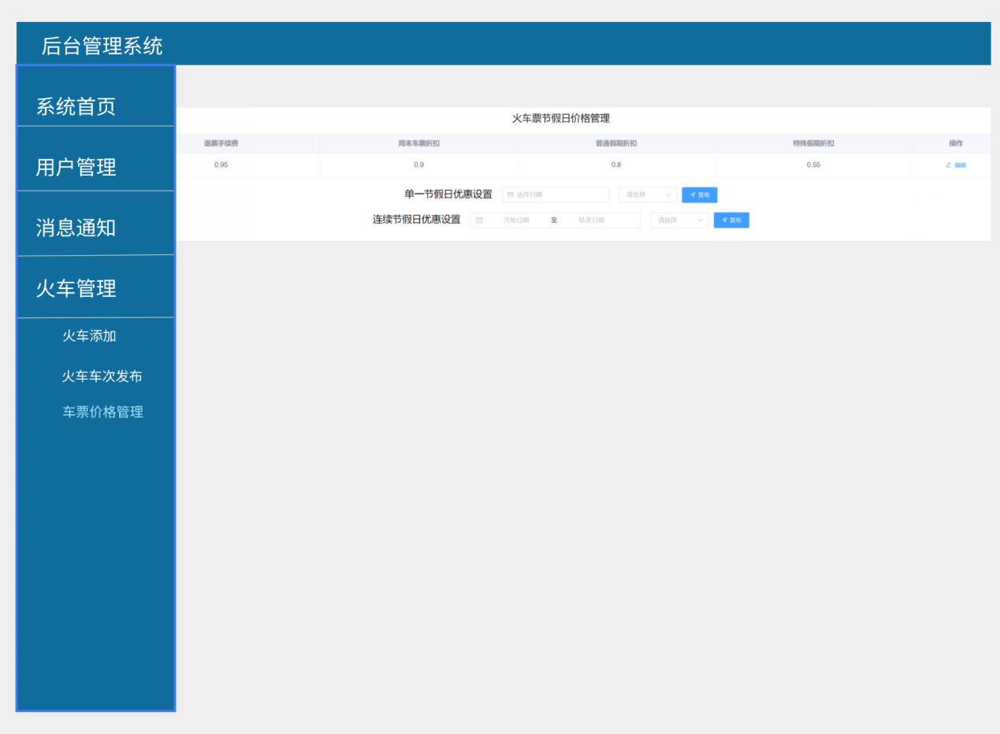 后台管理系统
系统首页
用户管理
消息通知
火车管理
火车添加
火车车次发布
车票价格管理
火车票节假日价格管理
退票手续费 周末车票折扣 普通假期折扣 特殊假期折扣 操作
0.95 0.9 0.8 0.55 编辑
单一节假日优惠设置 选择日期 请选择 发布
连续节假日优惠设置 开始日期 至 结束日期 请选择 发布